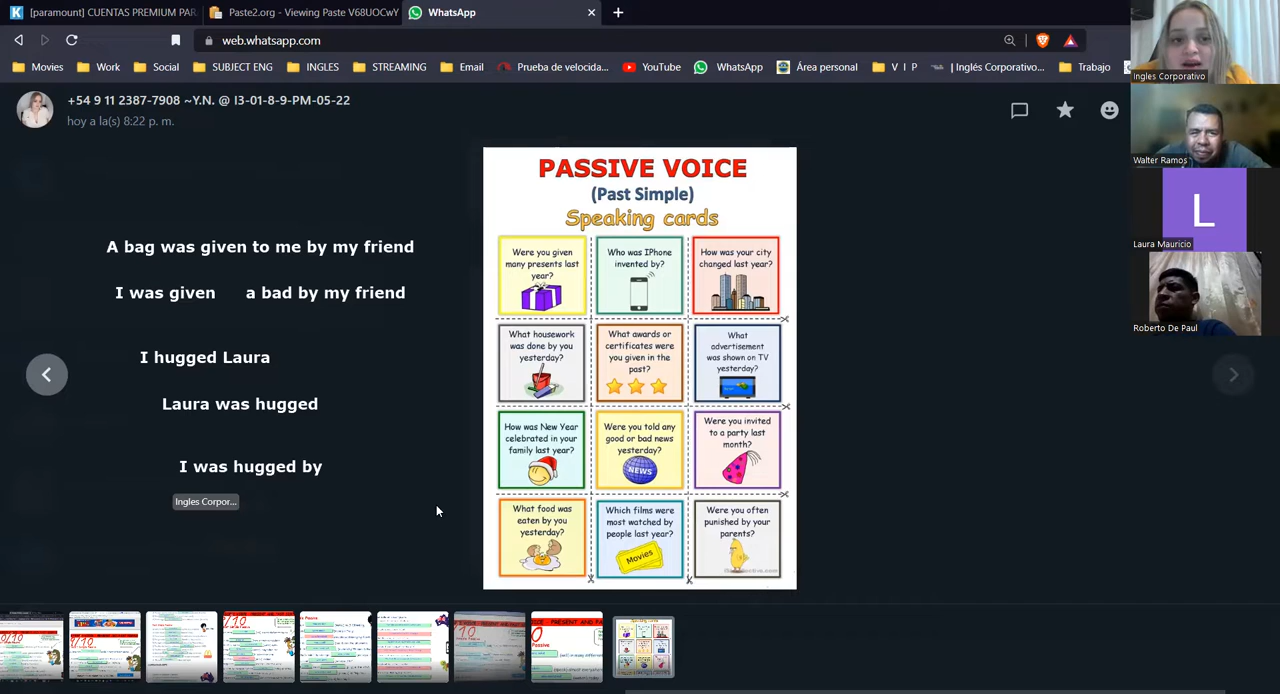 [paramount] CUENTAS PREMIUM PAR
Paste2.org - Viewing Paste V68UOCwY
WhatsApp
web.whatsapp.com
Movies
Work
Social
SUBJECT ENG
INGLES
STREAMING
Email
Prueba de velocida...
YouTube
WhatsApp
Área personal
V I P
| Inglés Corporativo...
Trabajo
+54 9 11 2387-7908 ~Y.N. @ I3-01-8-9-PM-05-22
hoy a la(s) 8:22 p. m.
A bag was given to me by my friend
I was given a bad by my friend
I hugged Laura
Laura was hugged
I was hugged by
Ingles Corpor...
PASSIVE VOICE
(Past Simple)
Speaking cards
Were you given
many presents last
year?
Who was IPhone
invented by?
How was your city
changed last year?
What housework
was done by you
yesterday?
What awards or
certificates were
you given in the
past?
What
advertisement
was shown on TV
yesterday?
How was New Year
celebrated in your
family last year?
Were you told any
good or bad news
yesterday?
NEWS
Were you invited
to a party last
month?
What food was
eaten by you
yesterday?
Which films were
most watched by
people last year?
Movies
Were you often
punished by your
parents?
Ingles Corporativo
Walter Ramos
L
Laura Mauricio
Roberto De Paul